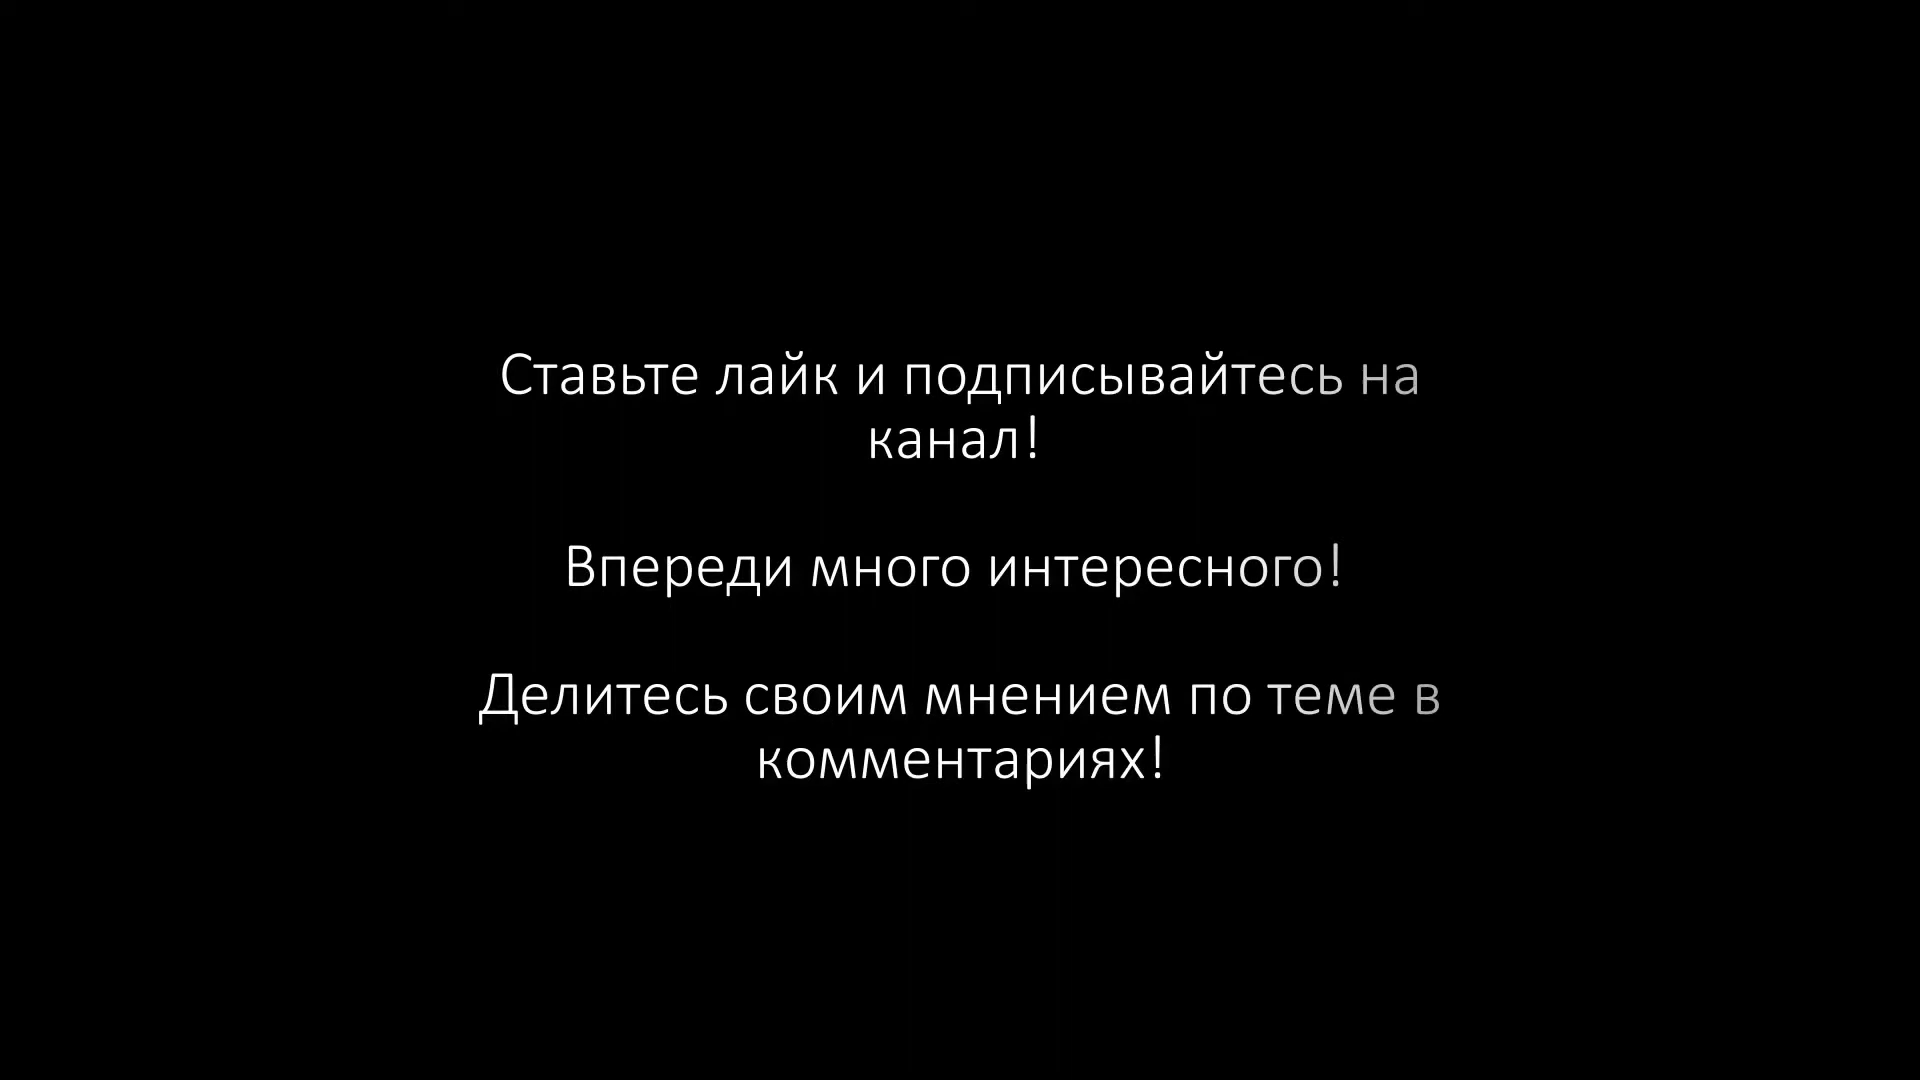 Ставьте лайк и подписывайтесь на
канал!
Впереди много интересного!
Делитесь своим мнением по теме в
комментариях!